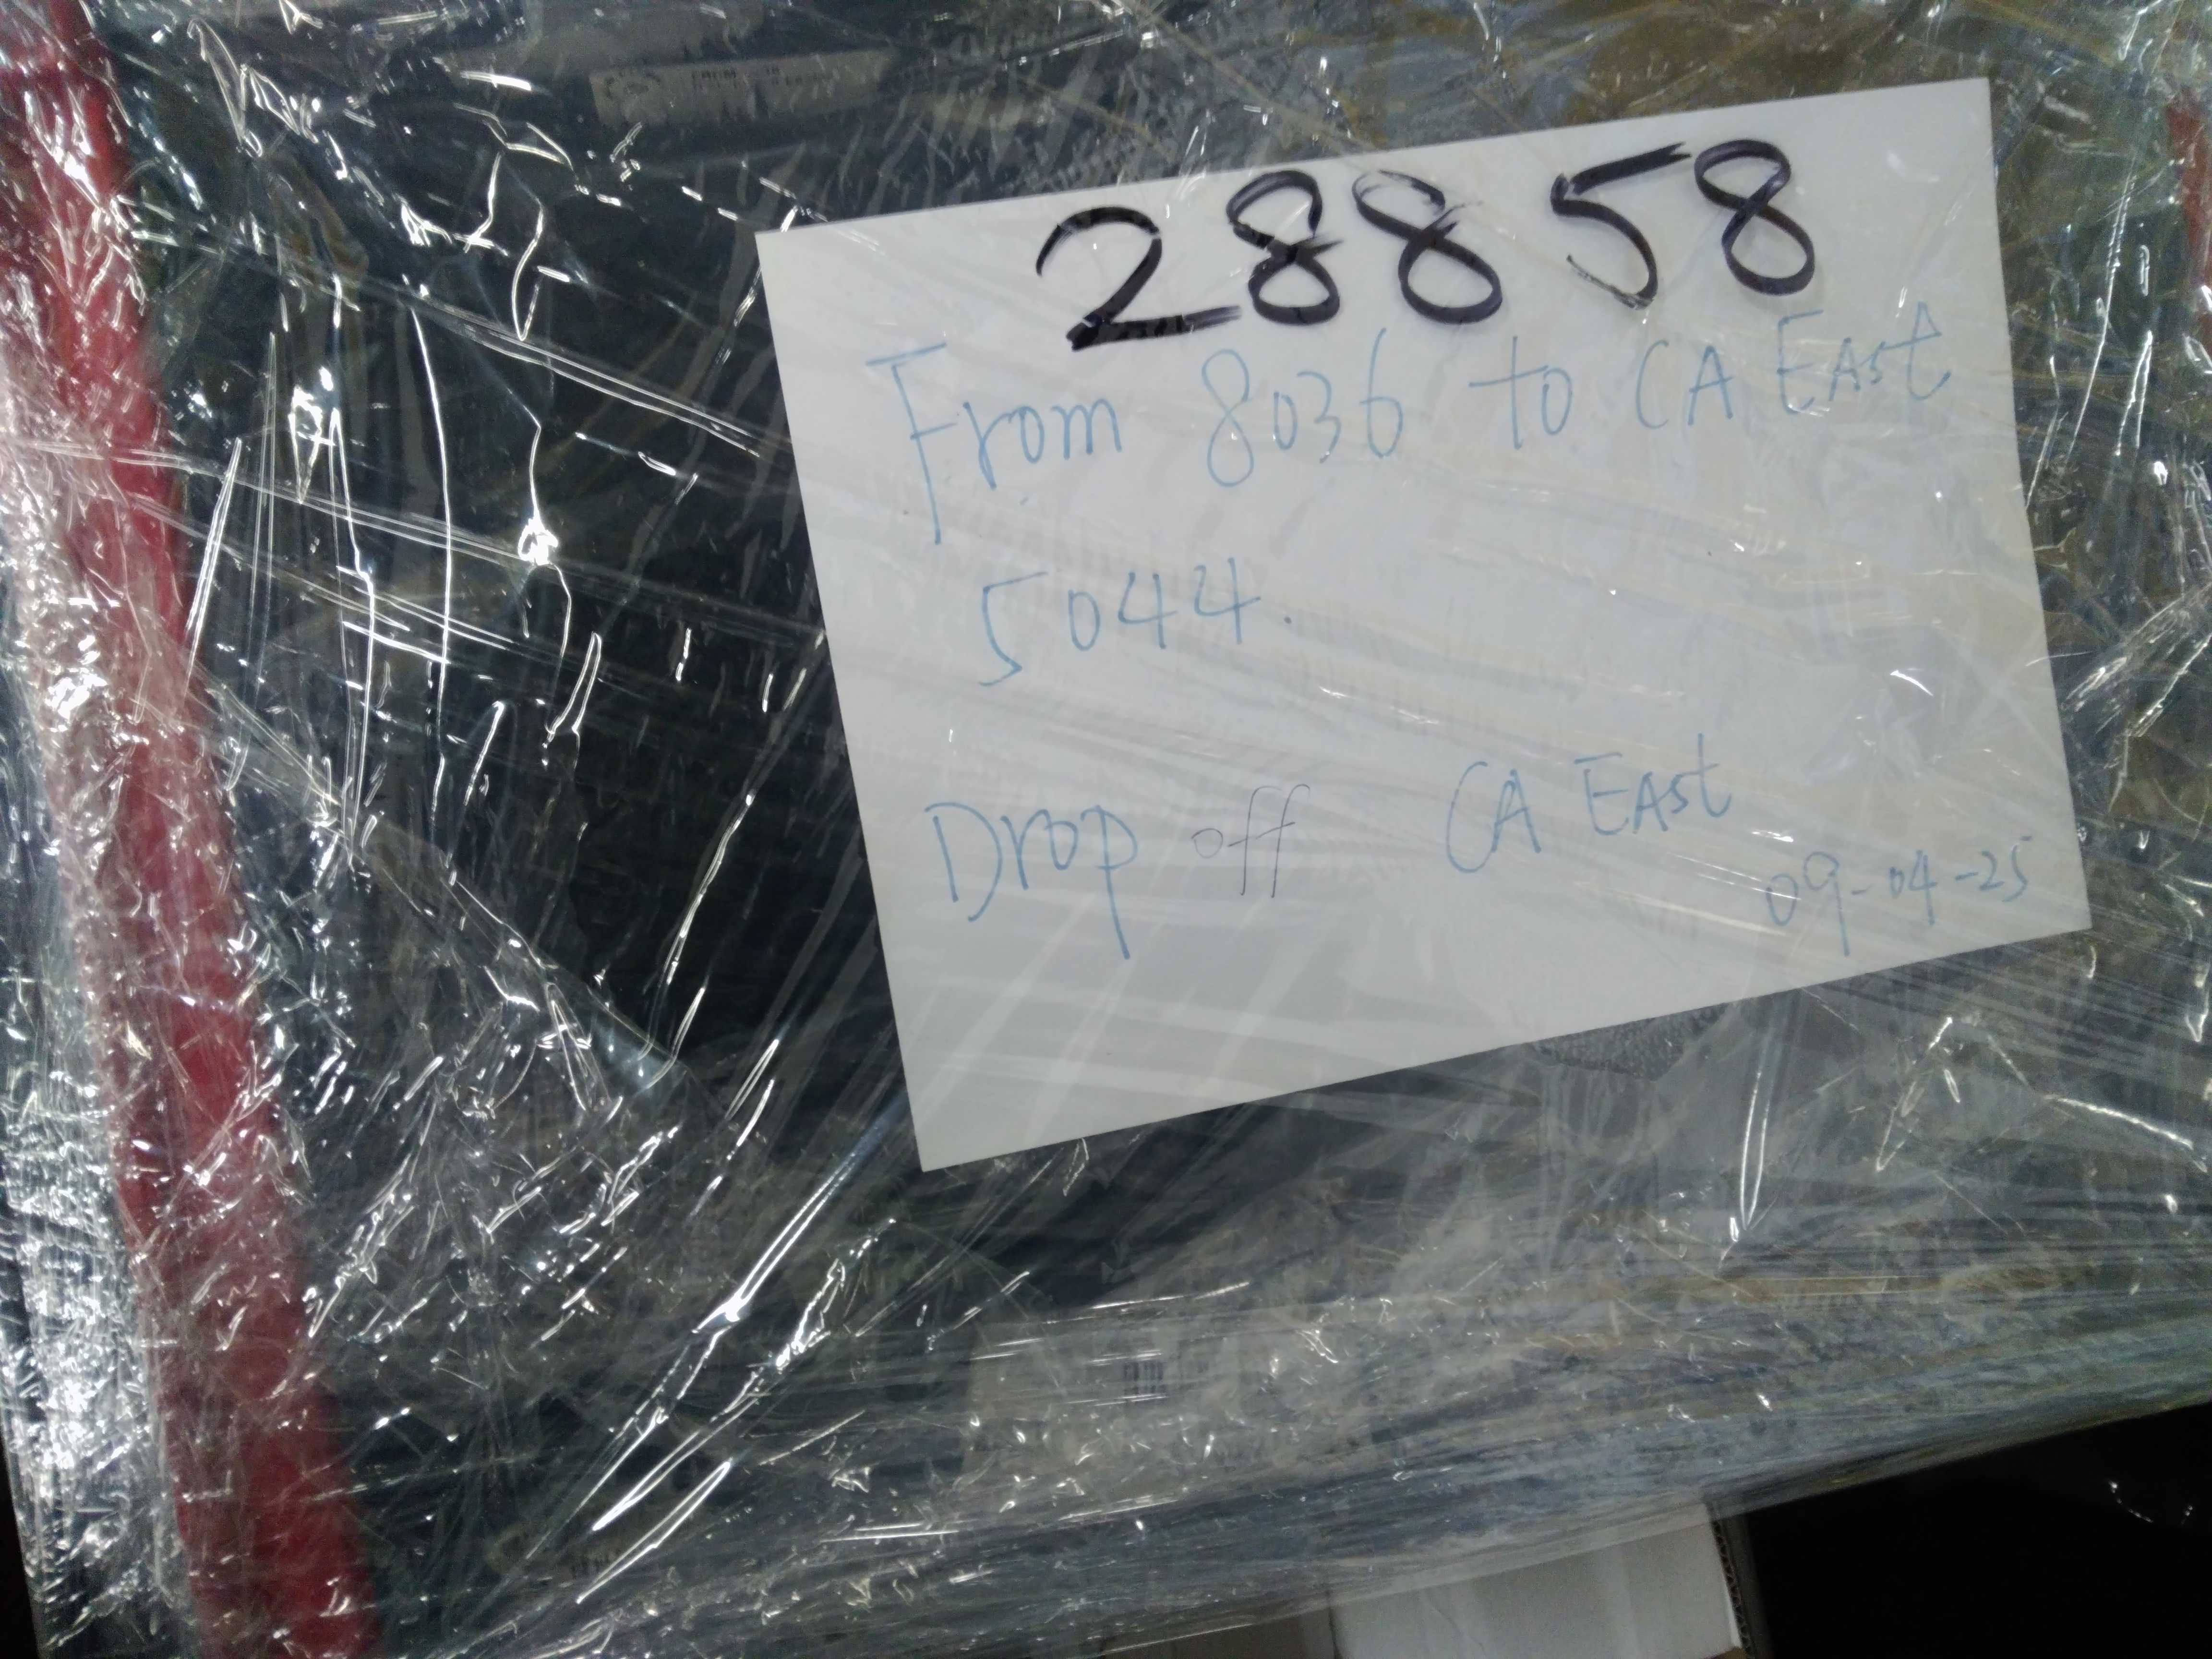 28858
From 8036 to CA EAst
5044.
Drop off CA EAst
09-04-25